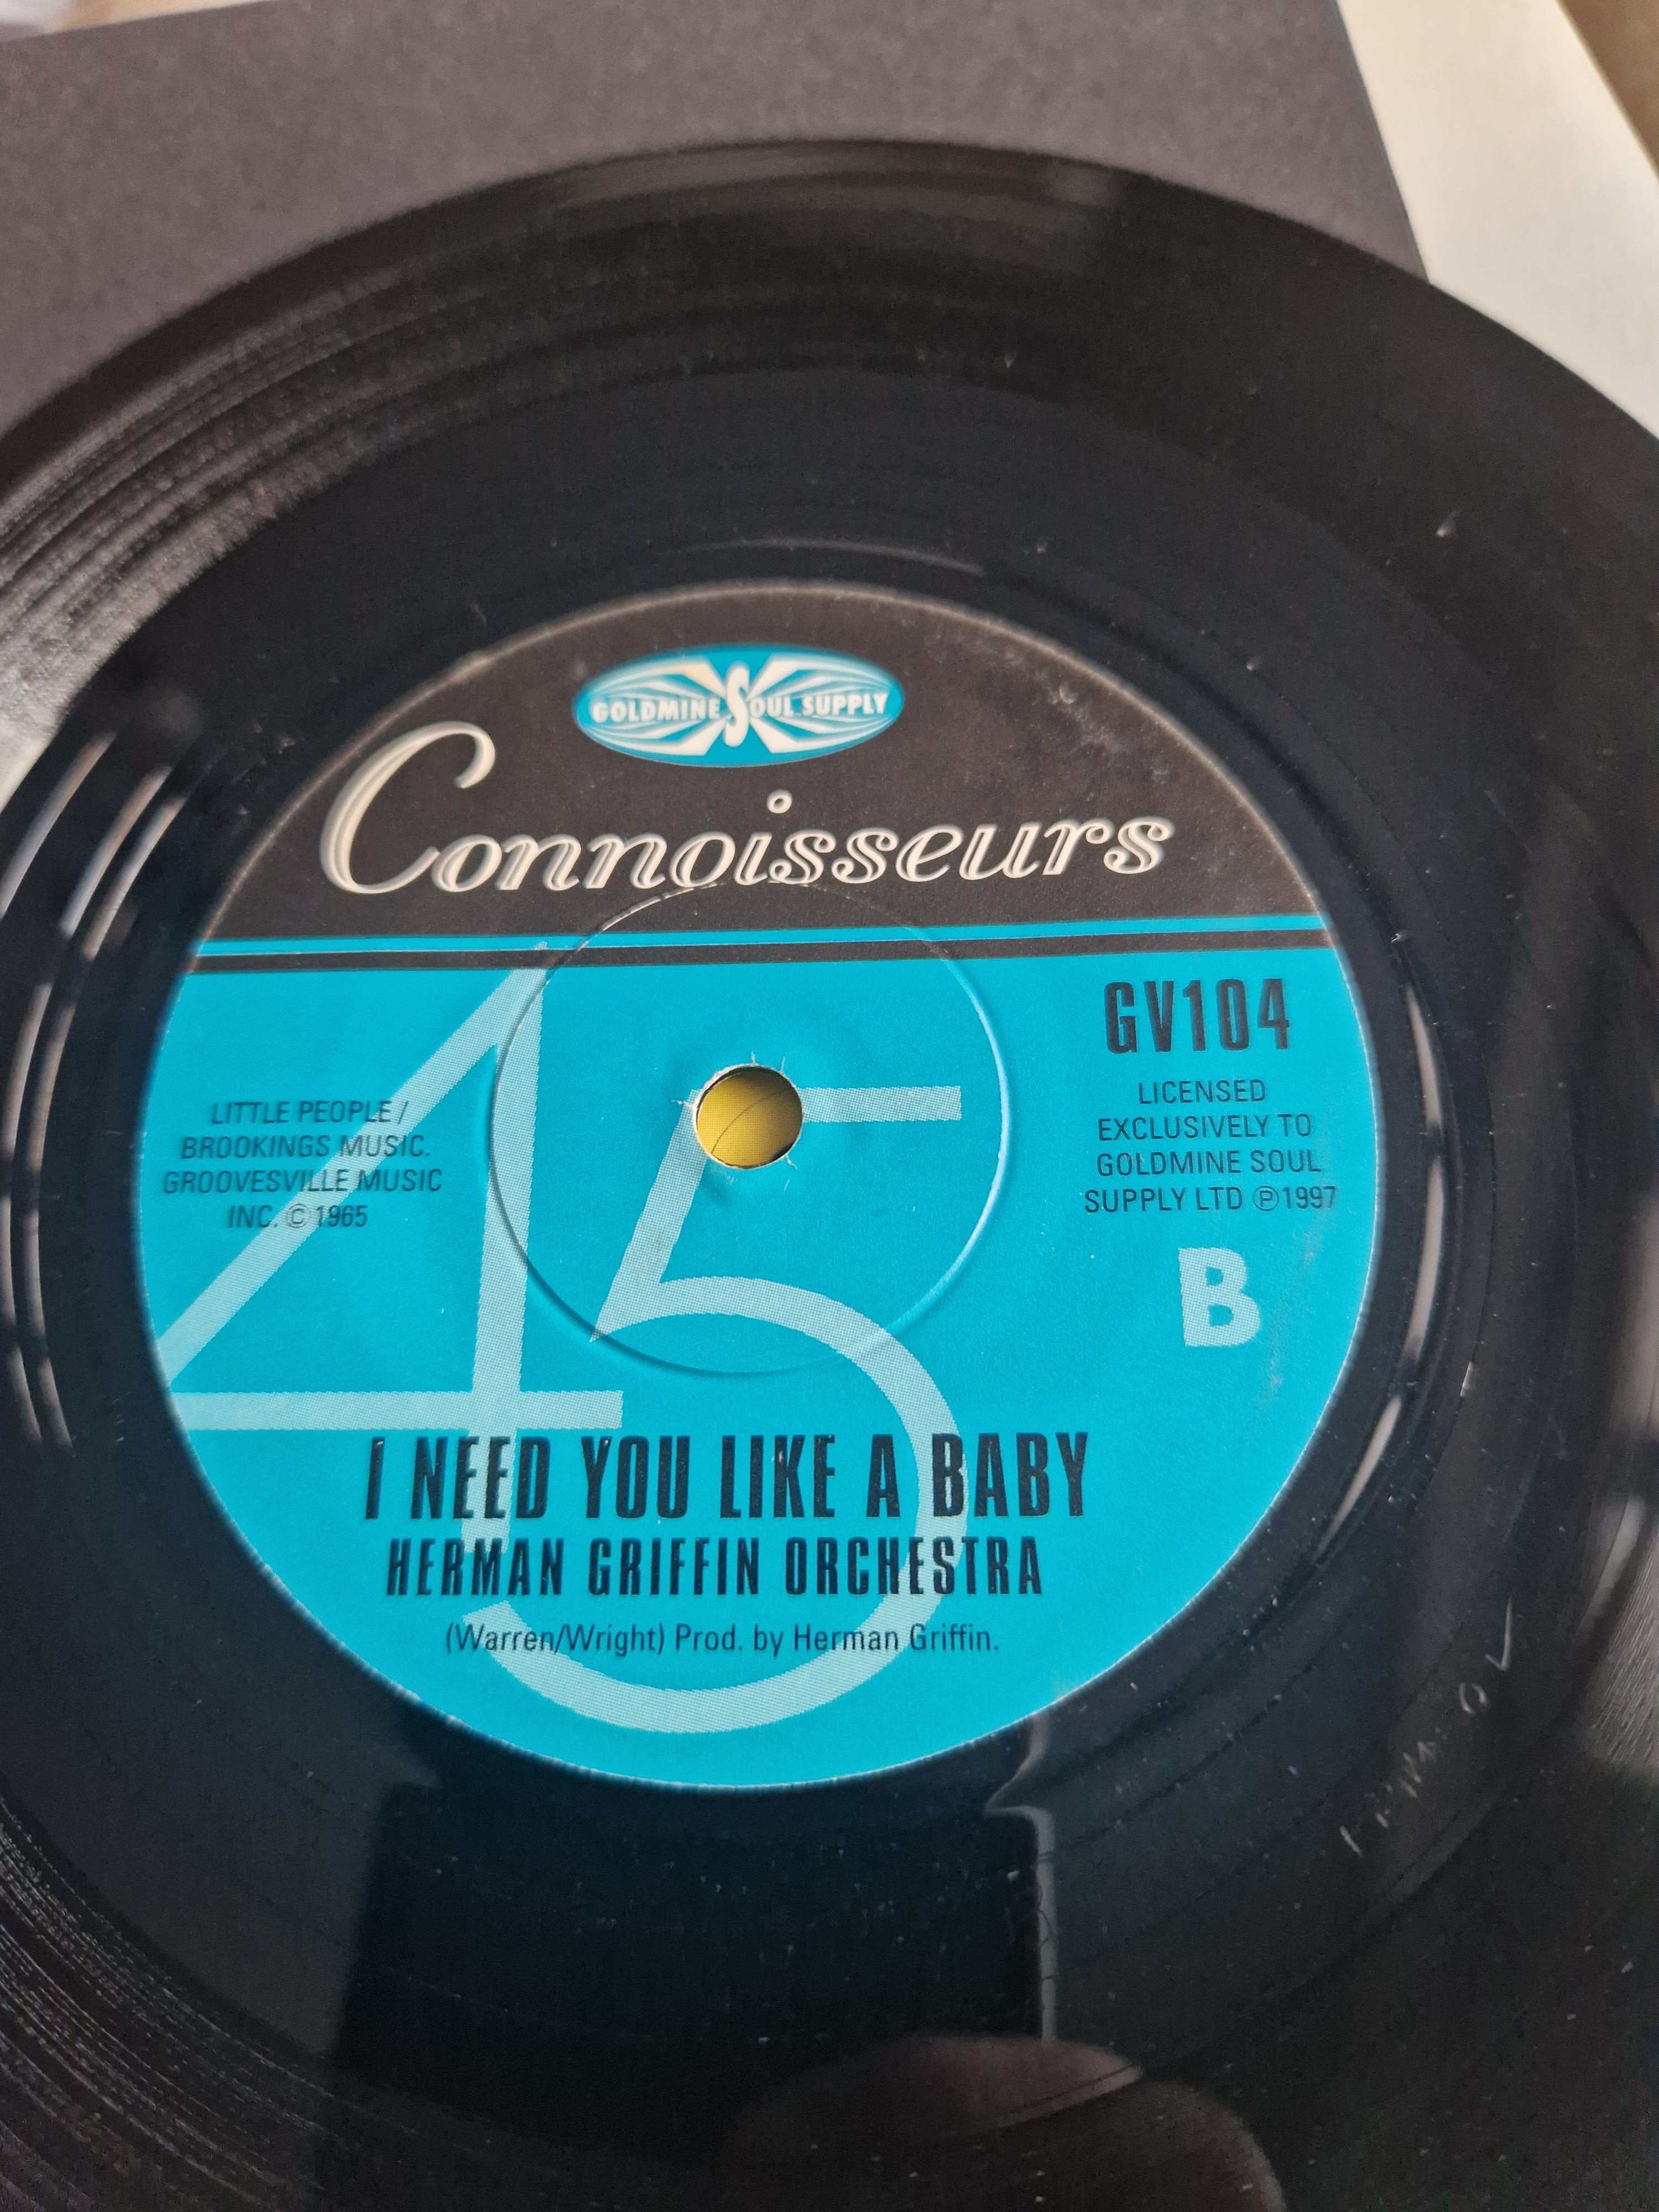 GOLDMINE SOUL SUPPLY
Connoisseurs
45
GV104
LICENSED
EXCLUSIVELY TO
GOLDMINE SOUL
SUPPLY LTD ℗1997
LITTLE PEOPLE /
BROOKINGS MUSIC.
GROOVESVILLE MUSIC
INC. © 1965
B
I NEED YOU LIKE A BABY
HERMAN GRIFFIN ORCHESTRA
(Warren/Wright) Prod. by Herman Griffin.